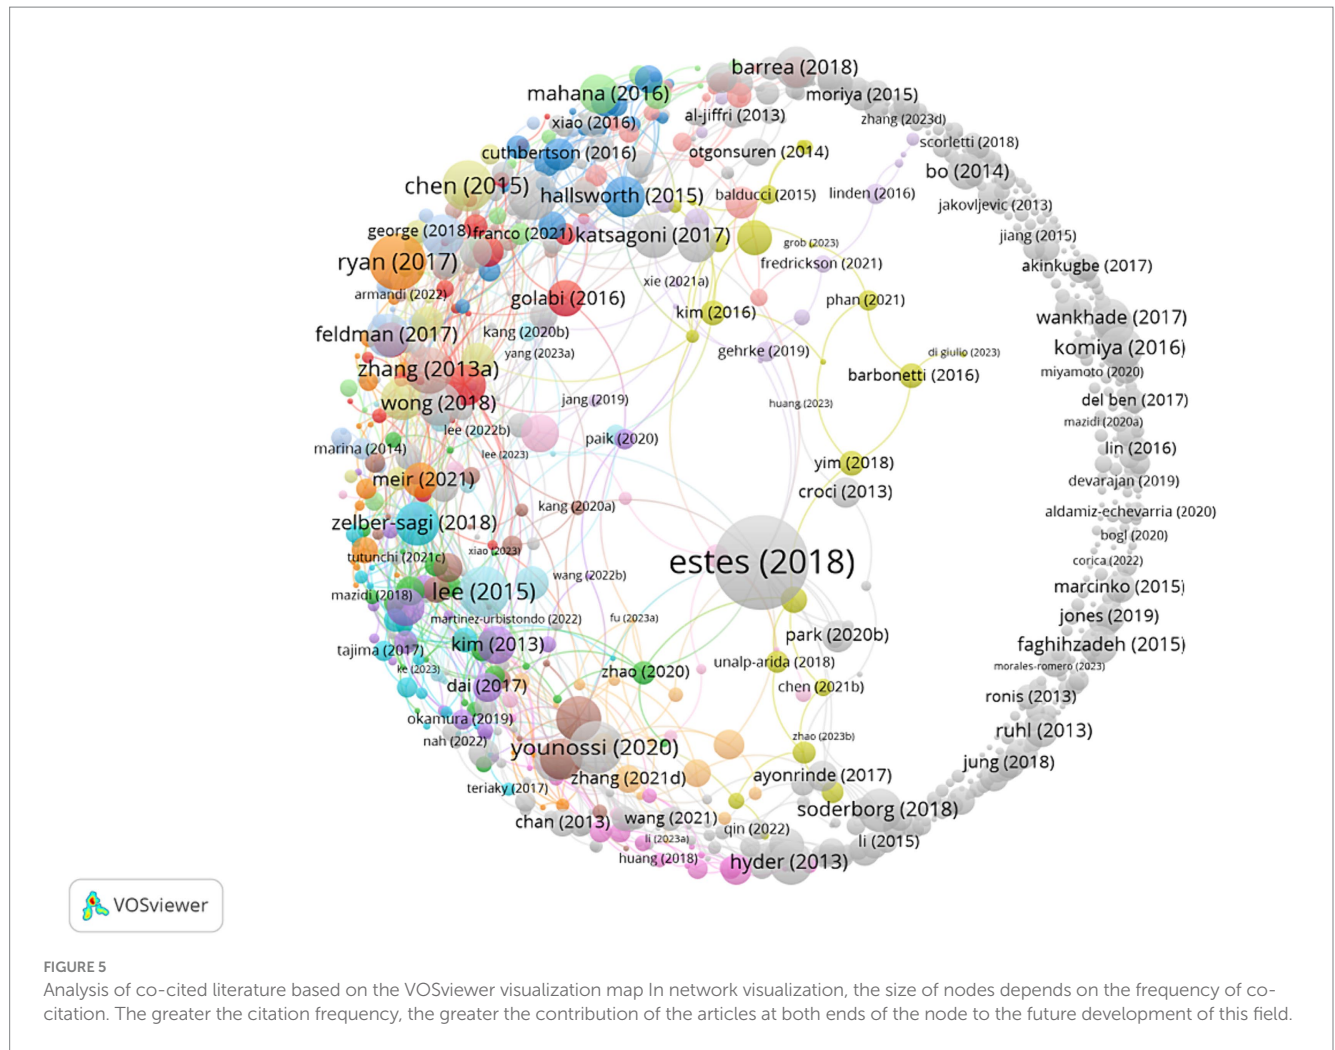 barrea (2018)
mahana (2016)
moriya (2015)
al-jiffri (2013)
zhang (2023d)
xiao (2016)
scorletti (2018)
cuthbertson (2016)
otgonsuren (2014)
bo (2014)
chen (2015)
hallsworth (2015)
balducci (2015)
linden (2016)
jakovljevic (2013)
george (2018)
franco (2021)
katsagoni (2017)
jiang (2015)
grob (2023)
ryan (2017)
fredrickson (2021)
akinkugbe (2017)
xie (2021a)
armandi (2022)
golabi (2016)
phan (2021)
kim (2016)
wankhade (2017)
feldman (2017)
kang (2020b)
komiya (2016)
yang (2023a)
gehrke (2019)
di giulio (2023)
zhang (2013a)
barbonetti (2016)
miyamoto (2020)
wong (2018)
jang (2019)
huang (2023)
del ben (2017)
mazidi (2020a)
lee (2022b)
paik (2020)
marina (2014)
lin (2016)
lee (2023)
yim (2018)
meir (2021)
devarajan (2019)
croci (2013)
kang (2020a)
aldamiz-echevarria (2020)
zelber-sagi (2018)
bogl (2020)
tutunchi (2021c)
xiao (2023)
estes (2018)
corica (2022)
wang (2022b)
marcinko (2015)
mazidi (2018)
lee (2015)
martinez-urbistondo (2022)
fu (2023a)
jones (2019)
park (2020b)
kim (2013)
faghihzadeh (2015)
tajima (2017)
unalp-arida (2018)
morales-romero (2023)
ke (2023)
zhao (2020)
dai (2017)
chen (2021b)
ronis (2013)
okamura (2019)
ruhl (2013)
nah (2022)
younossi (2020)
zhao (2023b)
jung (2018)
zhang (2021d)
ayonrinde (2017)
teriaky (2017)
soderborg (2018)
chan (2013)
wang (2021)
qin (2022)
li (2023a)
li (2015)
huang (2018)
hyder (2013)
VOSviewer
FIGURE 5
Analysis of co-cited literature based on the VOSviewer visualization map In network visualization, the size of nodes depends on the frequency of co-
citation. The greater the citation frequency, the greater the contribution of the articles at both ends of the node to the future development of this field.